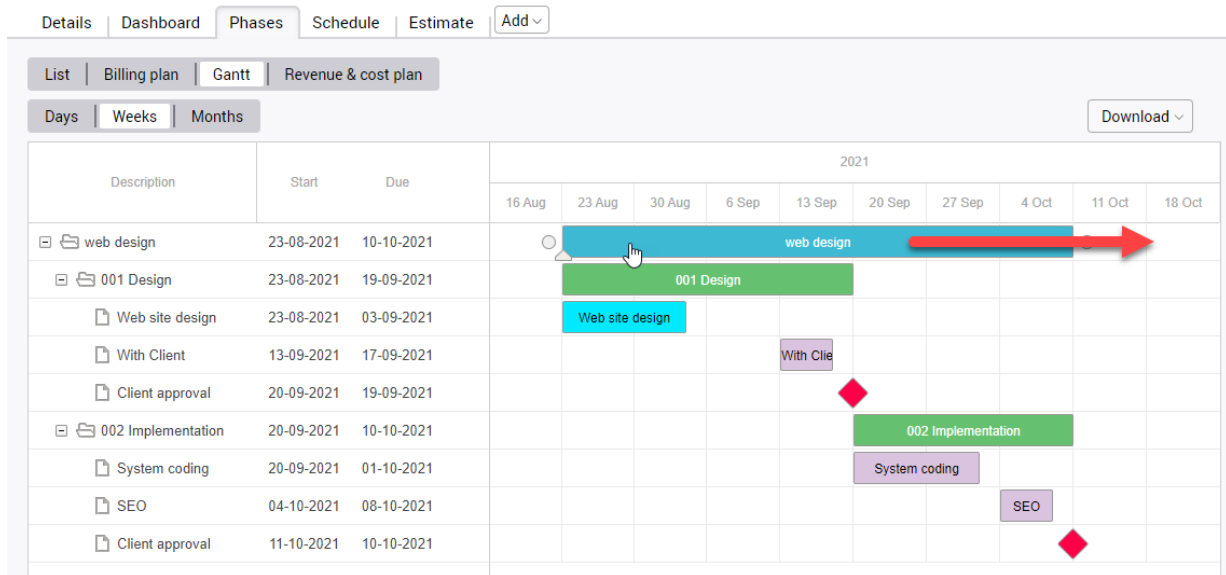 Details Dashboard Phases Schedule Estimate Add
List Billing plan Gantt Revenue & cost plan
Days Weeks Months Download
2021
Description Start Due
16 Aug 23 Aug 30 Aug 6 Sep 13 Sep 20 Sep 27 Sep 4 Oct 11 Oct 18 Oct
web design 23-08-2021 10-10-2021 web design
001 Design 23-08-2021 19-09-2021 001 Design
Web site design 23-08-2021 03-09-2021 Web site design
With Client 13-09-2021 17-09-2021 With Clie
Client approval 20-09-2021 19-09-2021
002 Implementation 20-09-2021 10-10-2021 002 Implementation
System coding 20-09-2021 01-10-2021 System coding
SEO 04-10-2021 08-10-2021 SEO
Client approval 11-10-2021 10-10-2021